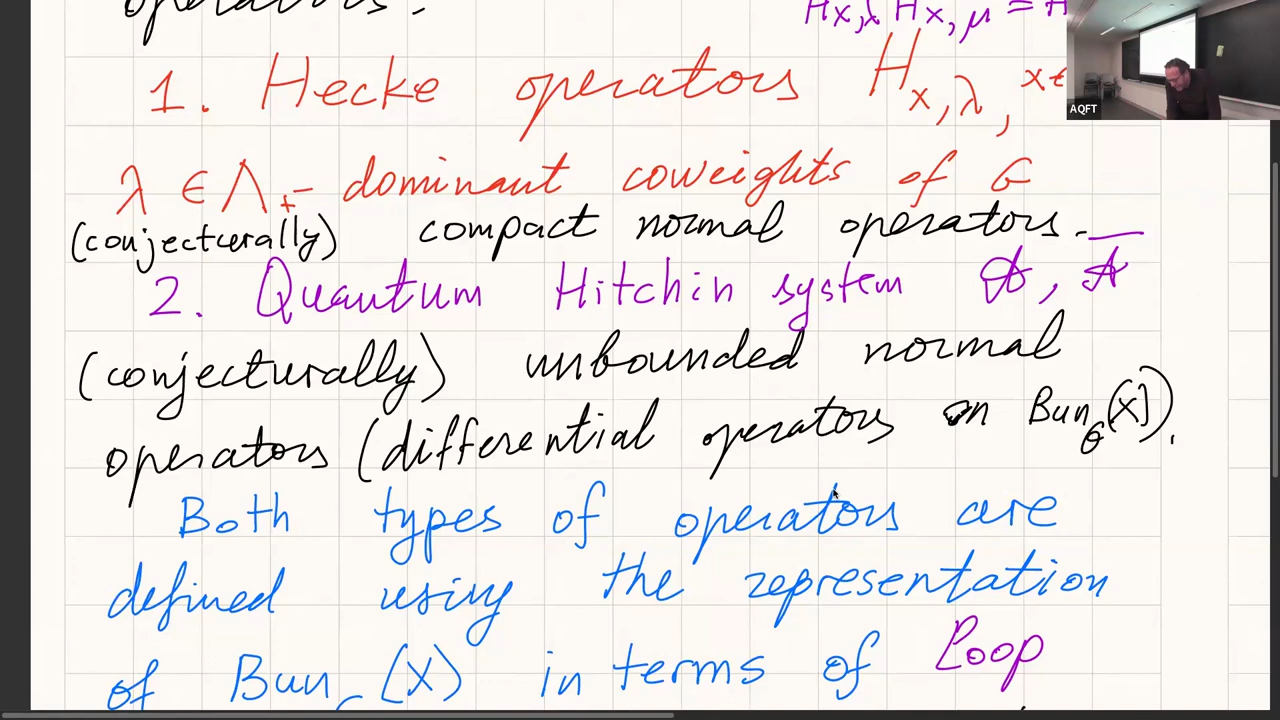 operators.
H_{x,λ} H_{x,μ} = H
1. Hecke operators H_{x,λ}, x∈
λ ∈ Λ_+ - dominant coweights of G
(conjecturally) compact normal operators.
2. Quantum Hitchin system 𝒜, \overline{𝒜}
(conjecturally) unbounded normal
operators (differential operators on Bun_G(X)).
Both types of operators are
defined using the representation
of Bun_G(X) in terms of Loop
AQFT